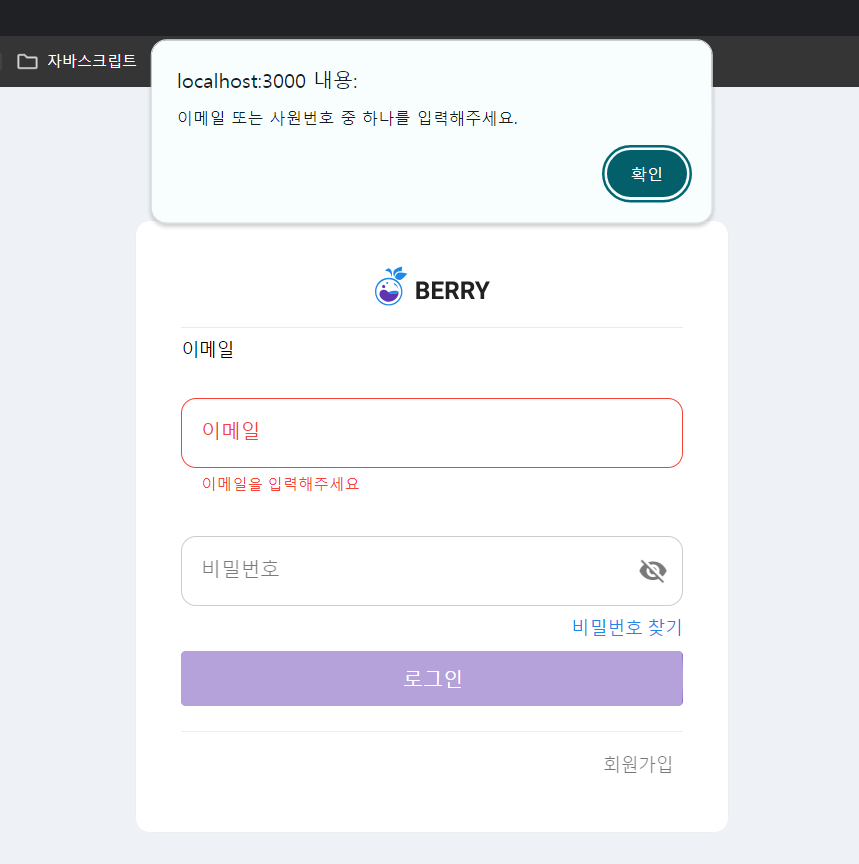 자바스크립트
localhost:3000 내용:
이메일 또는 사원번호 중 하나를 입력해주세요.
확인
BERRY
이메일
이메일
이메일을 입력해주세요
비밀번호
비밀번호 찾기
로그인
회원가입